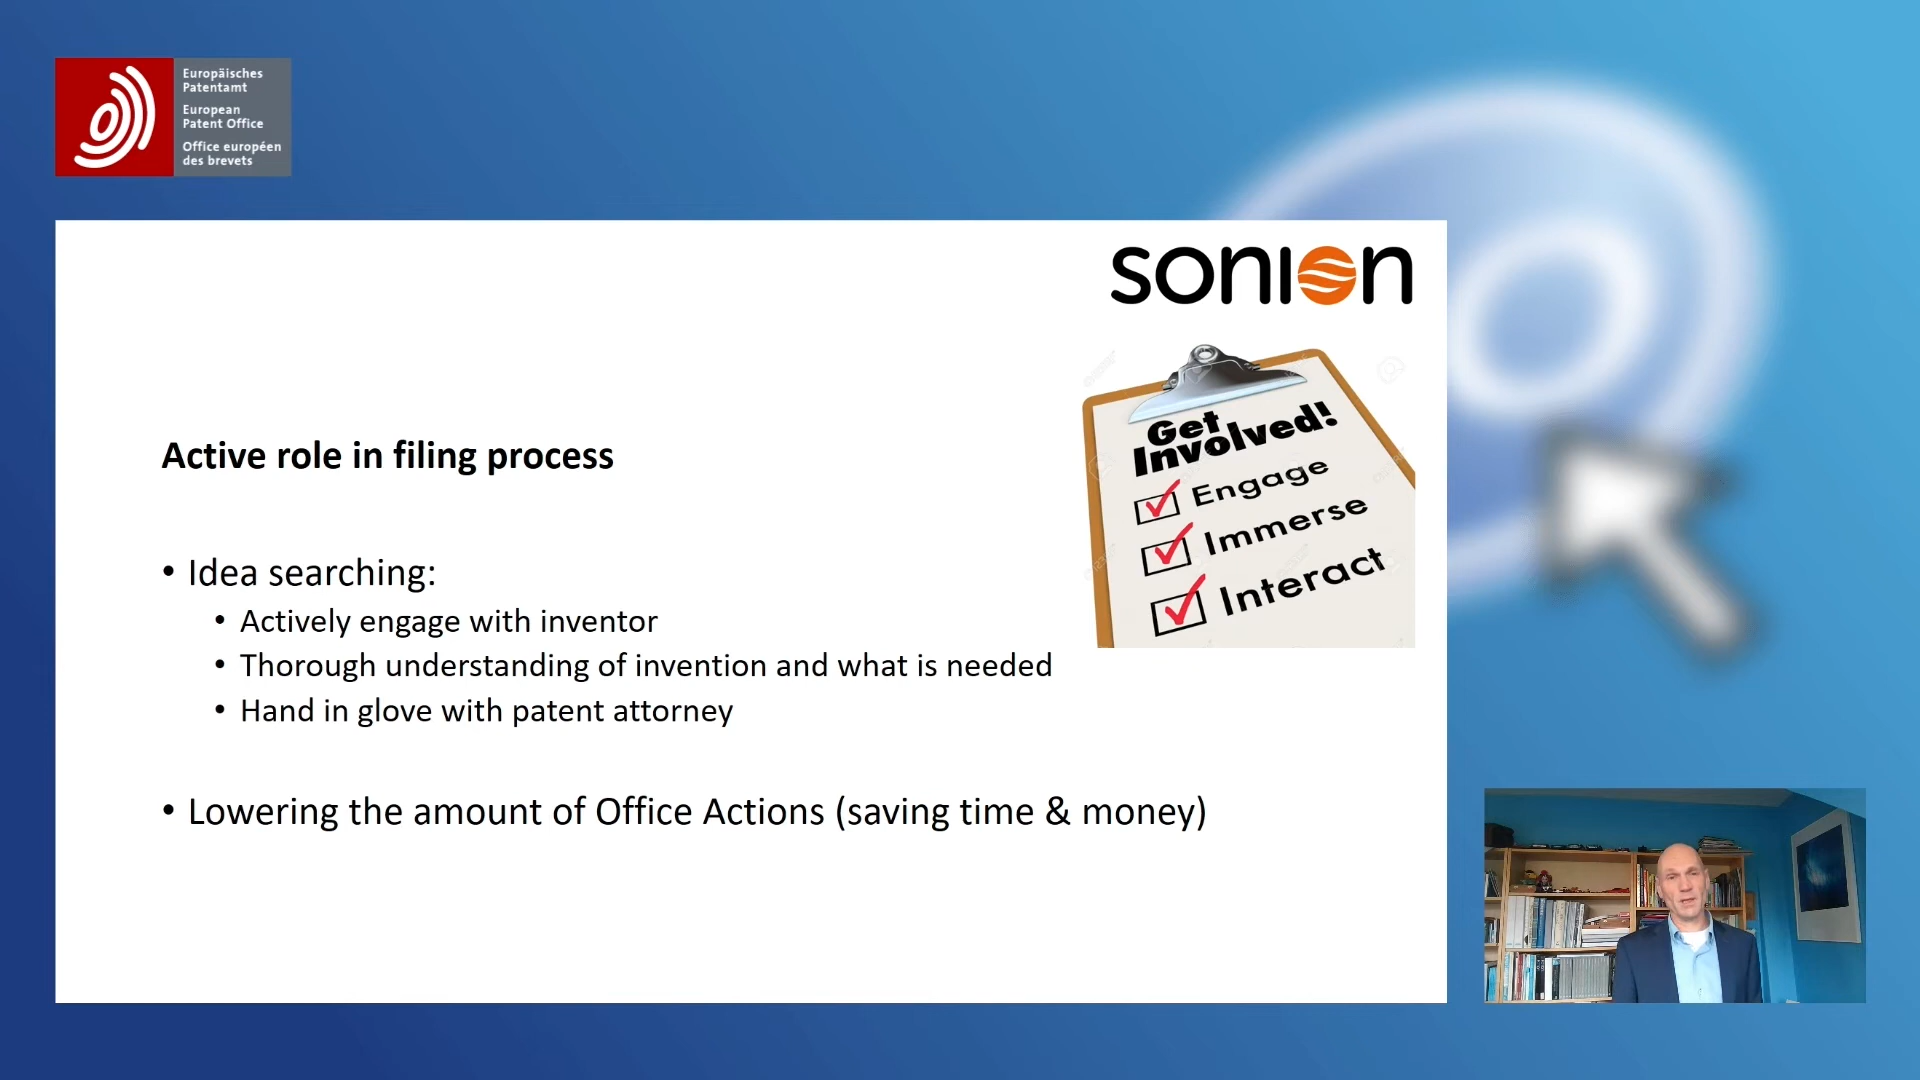 Europäisches
Patentamt
European
Patent Office
Office européen
des brevets
sonion
Get
Involved!
Engage
Immerse
Interact
Active role in filing process
• Idea searching:
• Actively engage with inventor
• Thorough understanding of invention and what is needed
• Hand in glove with patent attorney
• Lowering the amount of Office Actions (saving time & money)